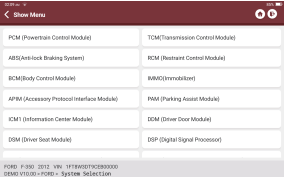 Show Menu
PCM (Powertrain Control Module)
TCM(Transmission Control Module)
ABS(Anti-lock Braking System)
RCM (Restraint Control Module)
BCM(Body Control Module)
IMMO(Immobilizer)
APIM (Accessory Protocol Interface Module)
PAM (Parking Assist Module)
ICM1 (Information Center Module)
DDM (Driver Door Module)
DSM (Driver Seat Module)
DSP (Digital Signal Processor)
FORD F-350 2012 VIN 1FT8W3DT9CEB00000
DEMO V10.00 > FORD > System Selection